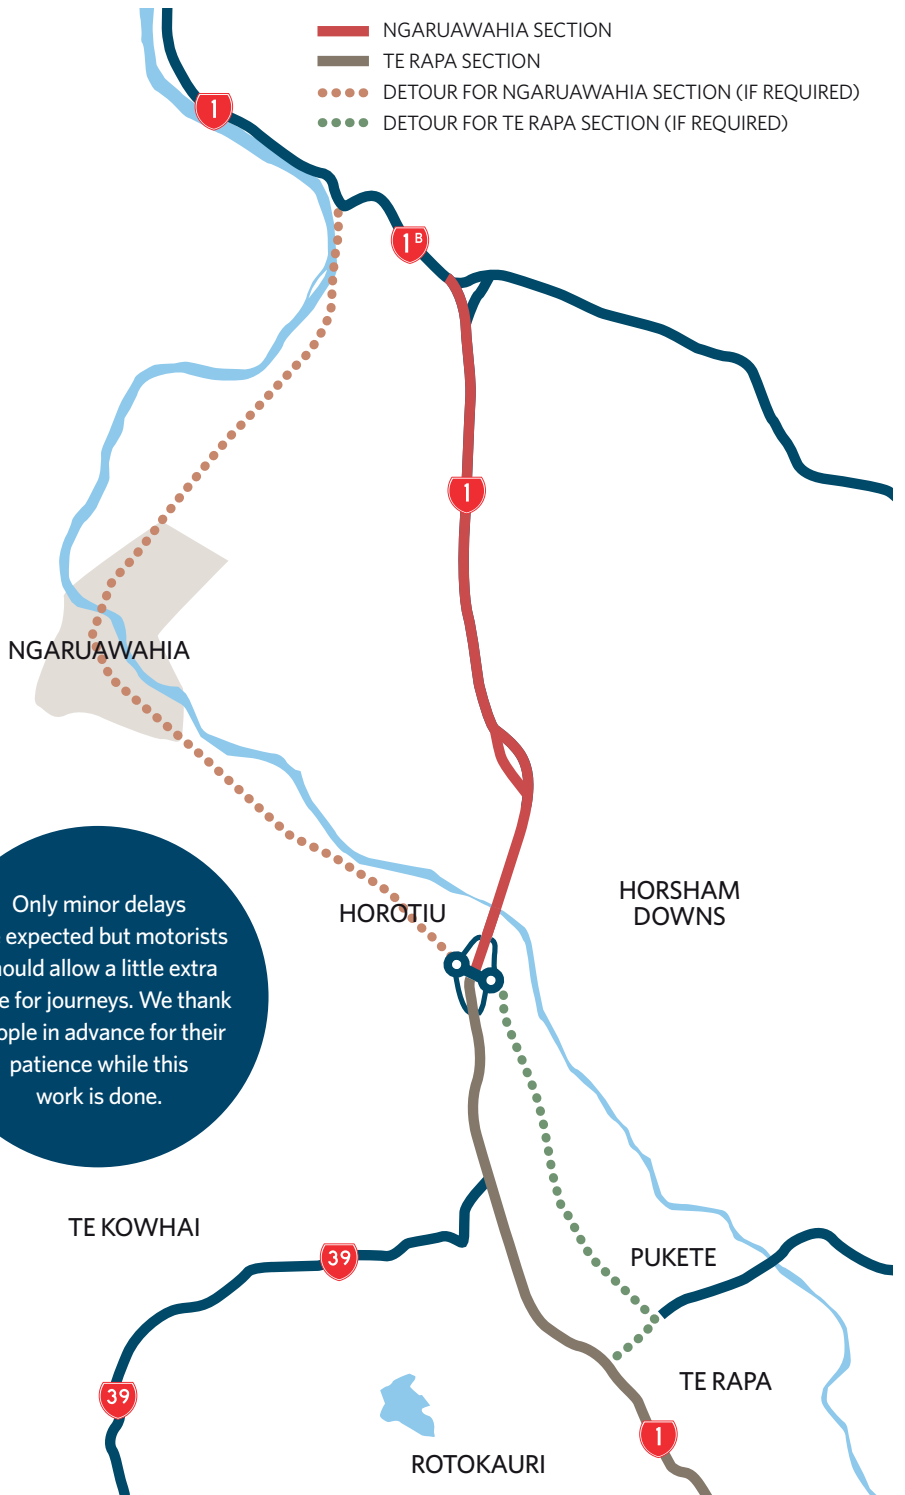 NGARUAWAHIA SECTION
TE RAPA SECTION
DETOUR FOR NGARUAWAHIA SECTION (IF REQUIRED)
DETOUR FOR TE RAPA SECTION (IF REQUIRED)
1
1 B
1
NGARUAWAHIA
Only minor delays
expected but motorists
ould allow a little extra
e for journeys. We thank
ople in advance for their
patience while this
work is done.
HOROTIU
HORSHAM
DOWNS
TE KOWHAI
39
PUKETE
39
TE RAPA
1
ROTOKAURI